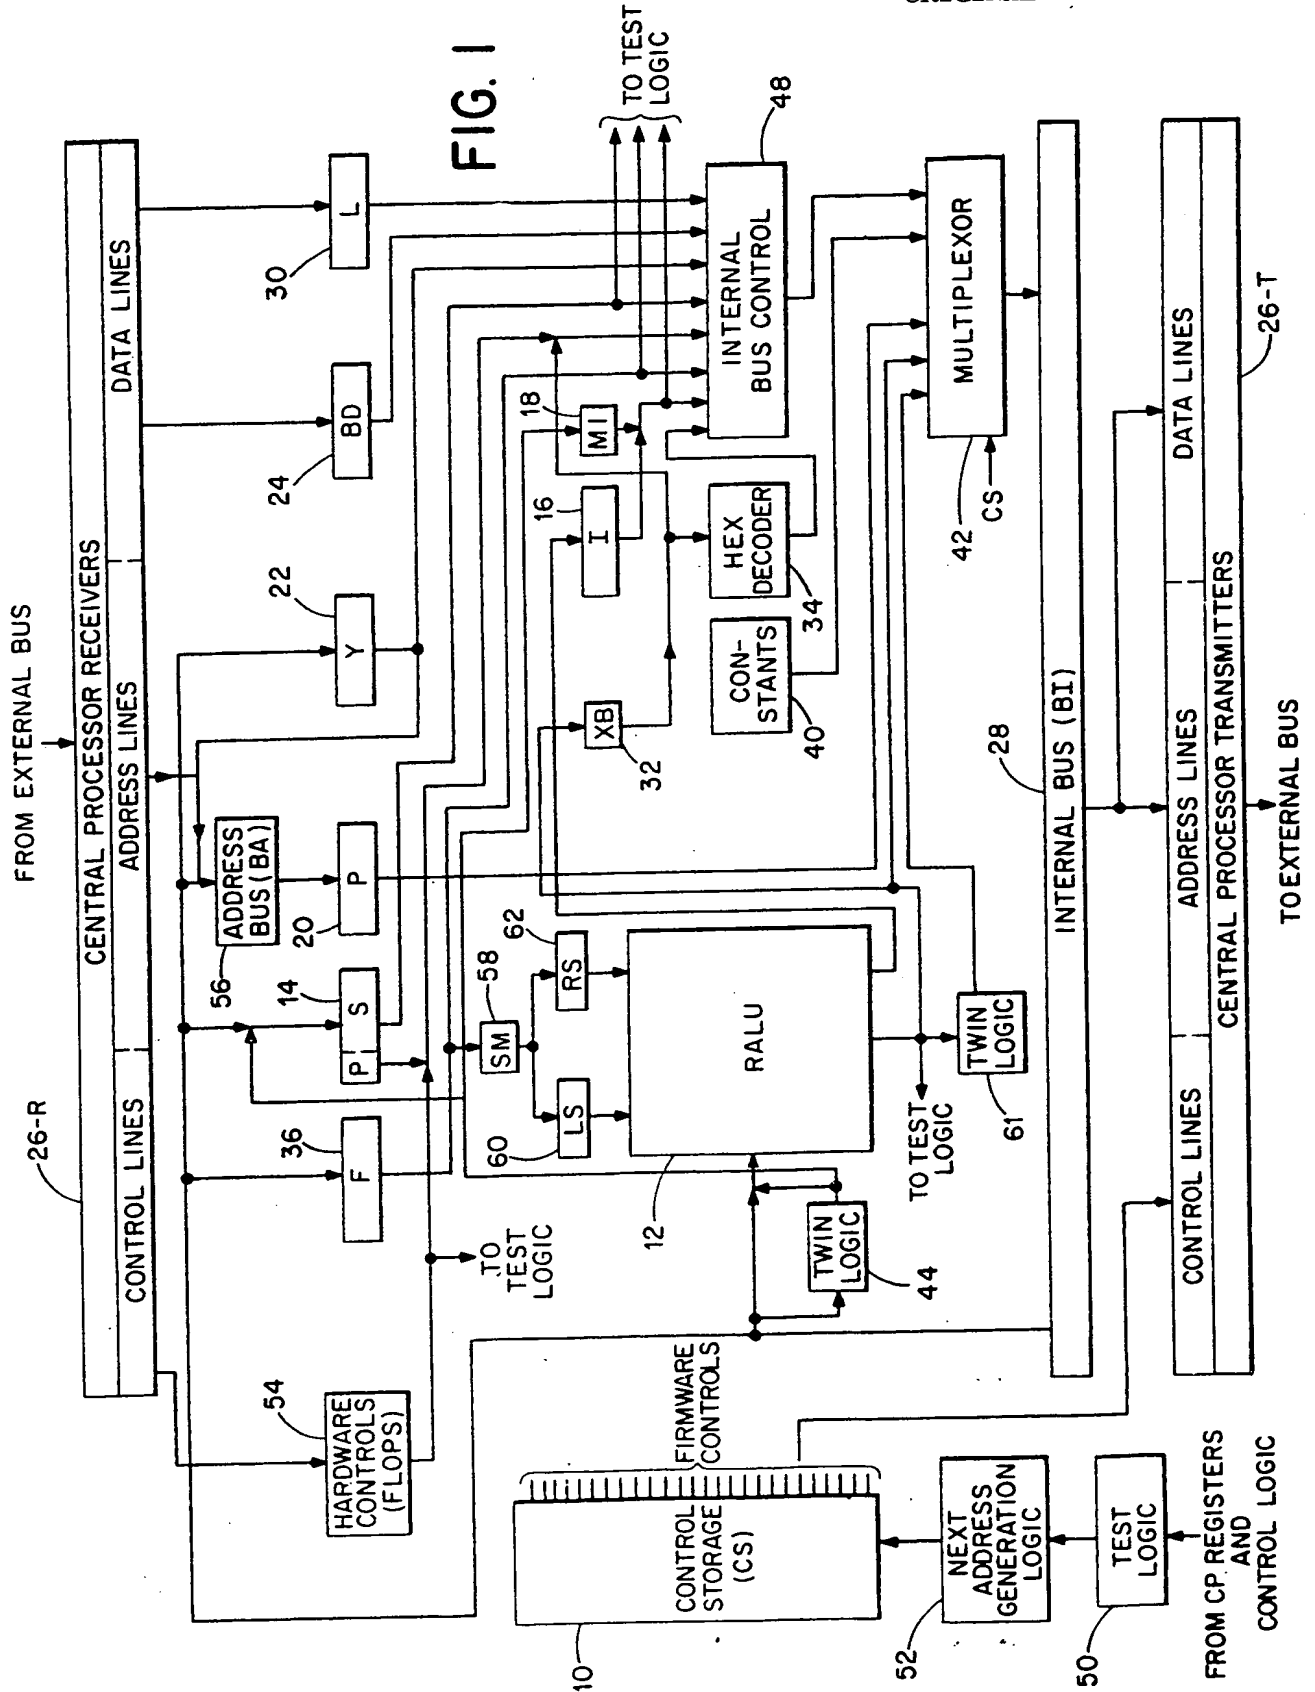 FIG. 1
FROM EXTERNAL BUS
26-R
CENTRAL PROCESSOR RECEIVERS
CONTROL LINES
ADDRESS LINES
DATA LINES
54
HARDWARE
CONTROLS
(FLOPS)
36
F
14
P
S
56
ADDRESS
BUS (BA)
20
P
22
Y
24
BD
30
L
TO
TEST
LOGIC
58
SM
60
LS
62
RS
12
RALU
32
XB
16
I
18
MI
TO TEST
LOGIC
40
CON-
STANTS
34
HEX
DECODER
48
INTERNAL
BUS CONTROL
10
CONTROL
STORAGE
(CS)
FIRMWARE
CONTROLS
44
TWIN
LOGIC
TO TEST
LOGIC
61
TWIN
LOGIC
42
CS
MULTIPLEXOR
52
NEXT
ADDRESS
GENERATION
LOGIC
28
INTERNAL BUS (BI)
50
TEST
LOGIC
FROM CP REGISTERS
AND
CONTROL LOGIC
CONTROL LINES
ADDRESS LINES
DATA LINES
CENTRAL PROCESSOR TRANSMITTERS
26-T
TO EXTERNAL BUS